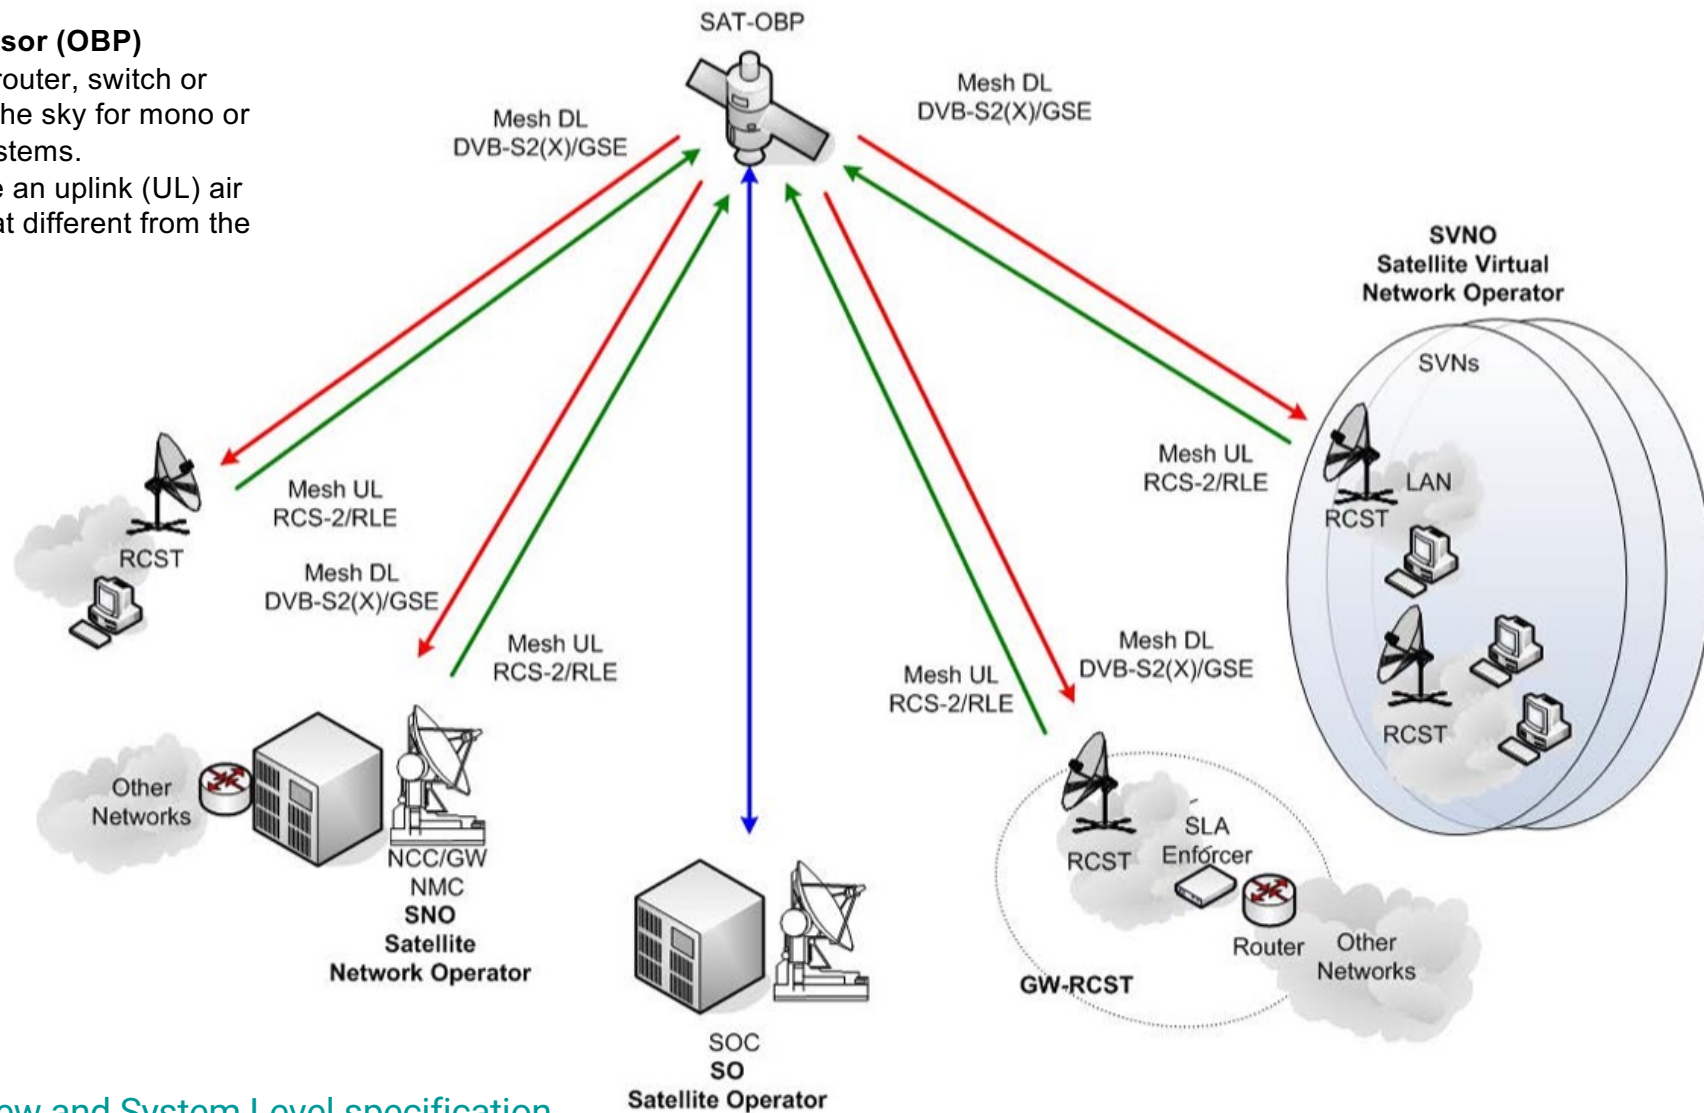 sor (OBP)
router, switch or
he sky for mono or
stems.
e an uplink (UL) air
at different from the
SAT-OBP
Mesh DL
DVB-S2(X)/GSE
Mesh DL
DVB-S2(X)/GSE
SVNO
Satellite Virtual
Network Operator
SVNs
LAN
RCST
RCST
Mesh UL
RCS-2/RLE
RCST
Mesh UL
RCS-2/RLE
Mesh DL
DVB-S2(X)/GSE
Mesh UL
RCS-2/RLE
Mesh UL
RCS-2/RLE
Mesh DL
DVB-S2(X)/GSE
Other
Networks
NCC/GW
NMC
SNO
Satellite
Network Operator
RCST
SLA
Enforcer
Router
Other
Networks
GW-RCST
SOC
SO
Satellite Operator
ew and System Level specification